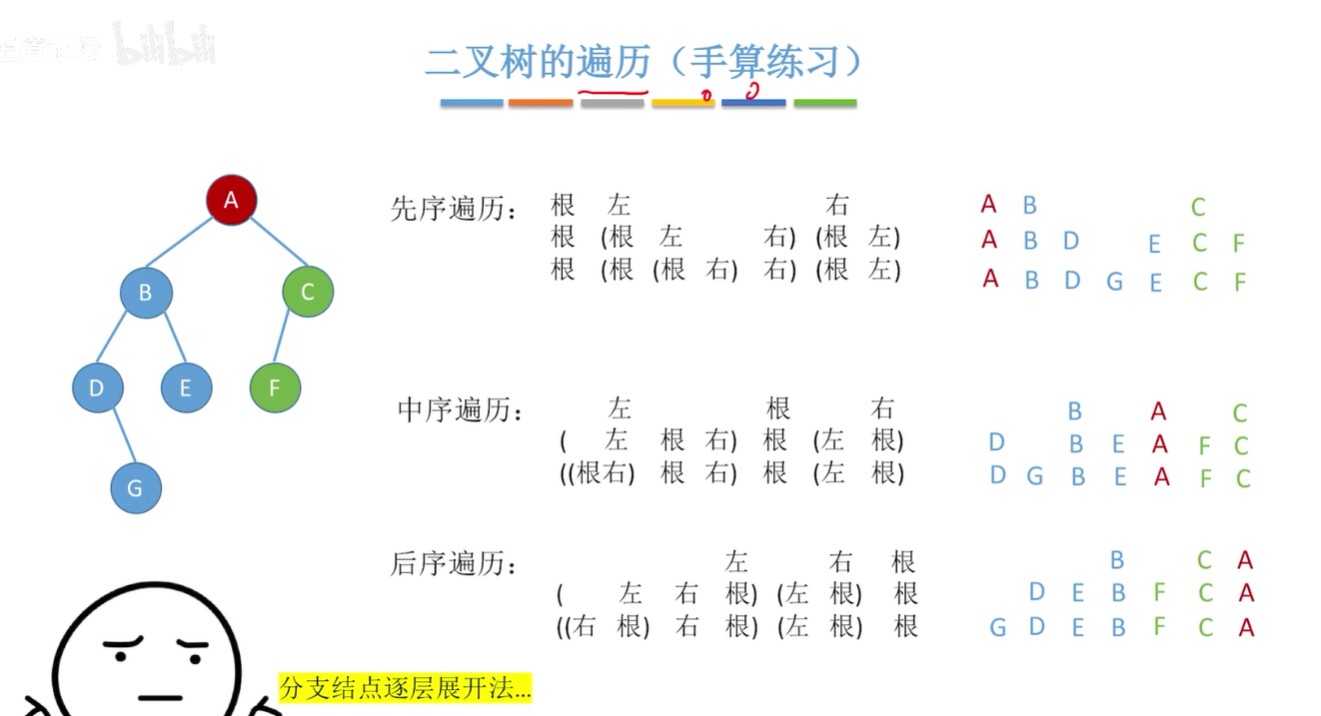 bilibili
二叉树的遍历（手算练习）
A
B
C
D
E
F
G
先序遍历： 根 左 右 A B C
根 (根 左 右) (根 左) A B D E C F
根 (根 (根 右) 右) (根 左) A B D G E C F
中序遍历： 左 根 右 B A C
( 左 根 右) 根 (左 根) D B E A F C
((根右) 根 右) 根 (左 根) D G B E A F C
后序遍历： 左 右 根 B C A
( 左 右 根) (左 根) 根 D E B F C A
((右 根) 右 根) (左 根) 根 G D E B F C A
分支结点逐层展开法...